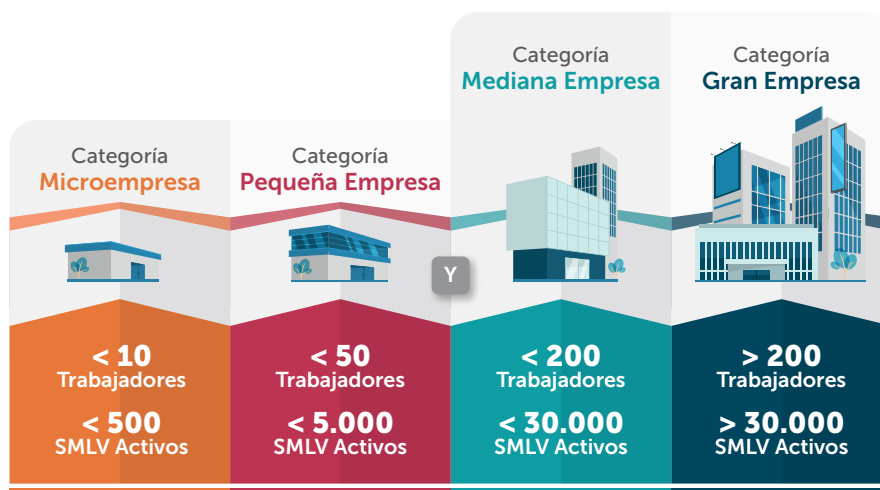 Categoría
Microempresa
< 10
Trabajadores
< 500
SMLV Activos
Categoría
Pequeña Empresa
< 50
Trabajadores
< 5.000
SMLV Activos
Y
Categoría
Mediana Empresa
< 200
Trabajadores
< 30.000
SMLV Activos
Categoría
Gran Empresa
> 200
Trabajadores
> 30.000
SMLV Activos